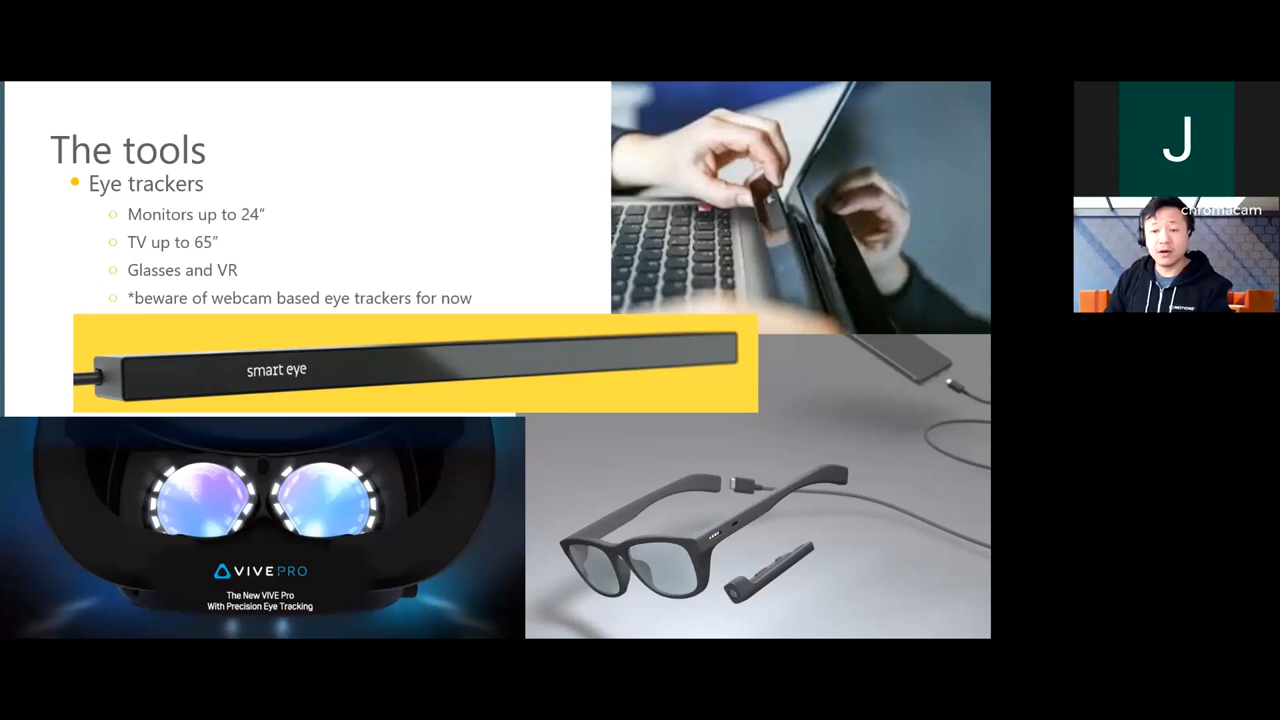 The tools
Eye trackers
Monitors up to 24”
TV up to 65”
Glasses and VR
*beware of webcam based eye trackers for now
smart eye
VIVE PRO
The New VIVE Pro
With Precision Eye Tracking
J
chromacam